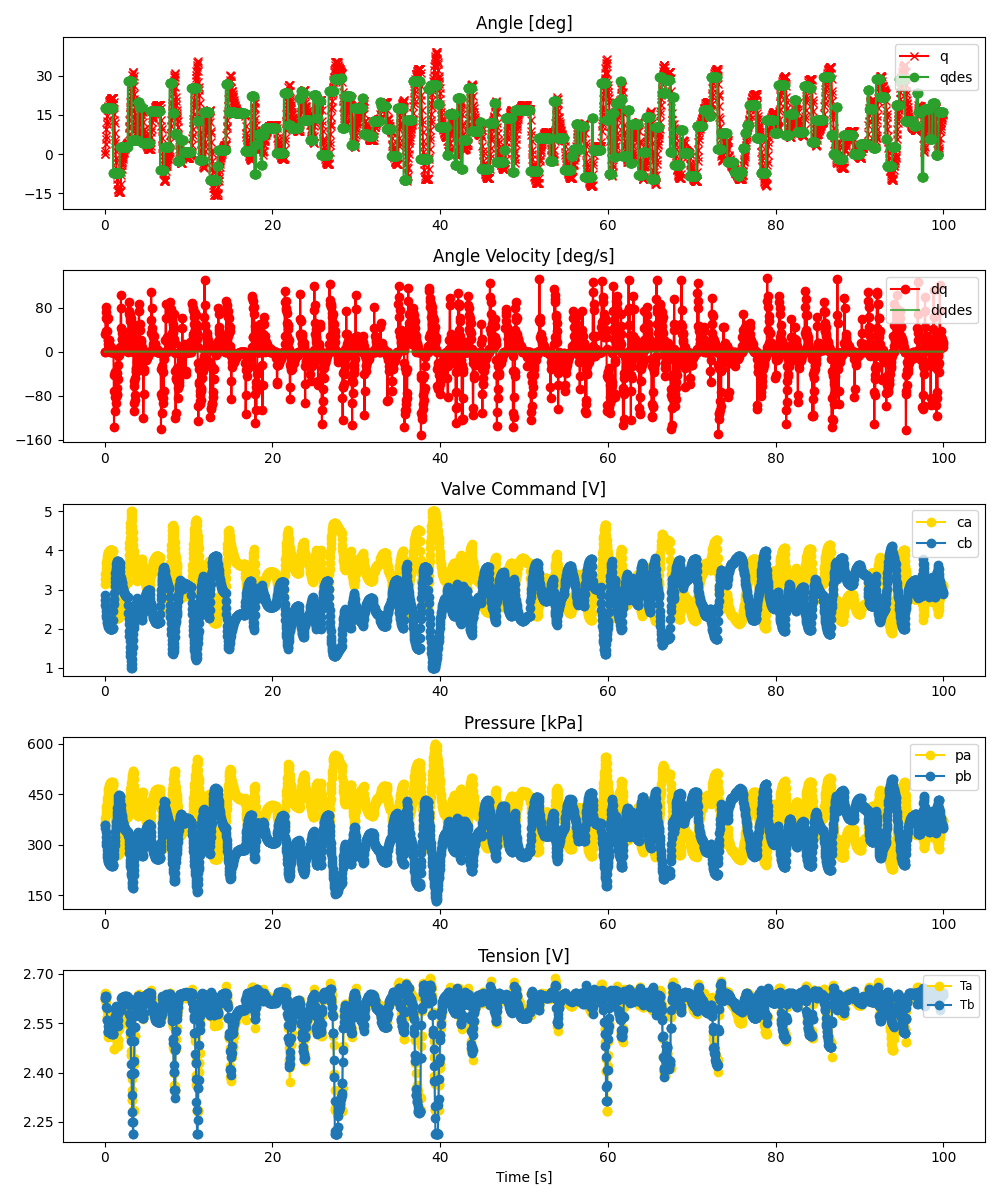 Angle [deg]
30
15
0
−15
q
qdes
0 20 40 60 80 100
Angle Velocity [deg/s]
80
0
−80
−160
dq
dqdes
0 20 40 60 80 100
Valve Command [V]
5
4
3
2
1
ca
cb
0 20 40 60 80 100
Pressure [kPa]
600
450
300
150
pa
pb
0 20 40 60 80 100
Tension [V]
2.70
2.55
2.40
2.25
Ta
Tb
0 20 40 60 80 100
Time [s]